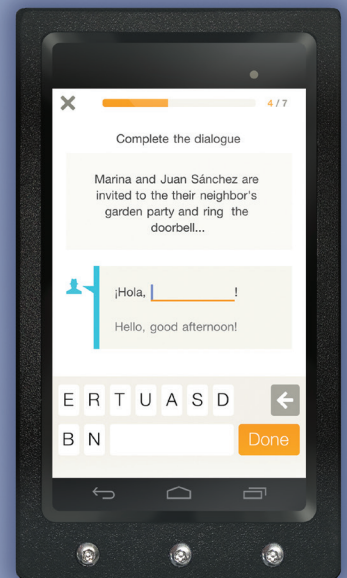 4 / 7
Complete the dialogue
Marina and Juan Sánchez are
invited to the their neighbor's
garden party and ring the
doorbell...
¡Hola, !
Hello, good afternoon!
E R T U A S D
B N Done